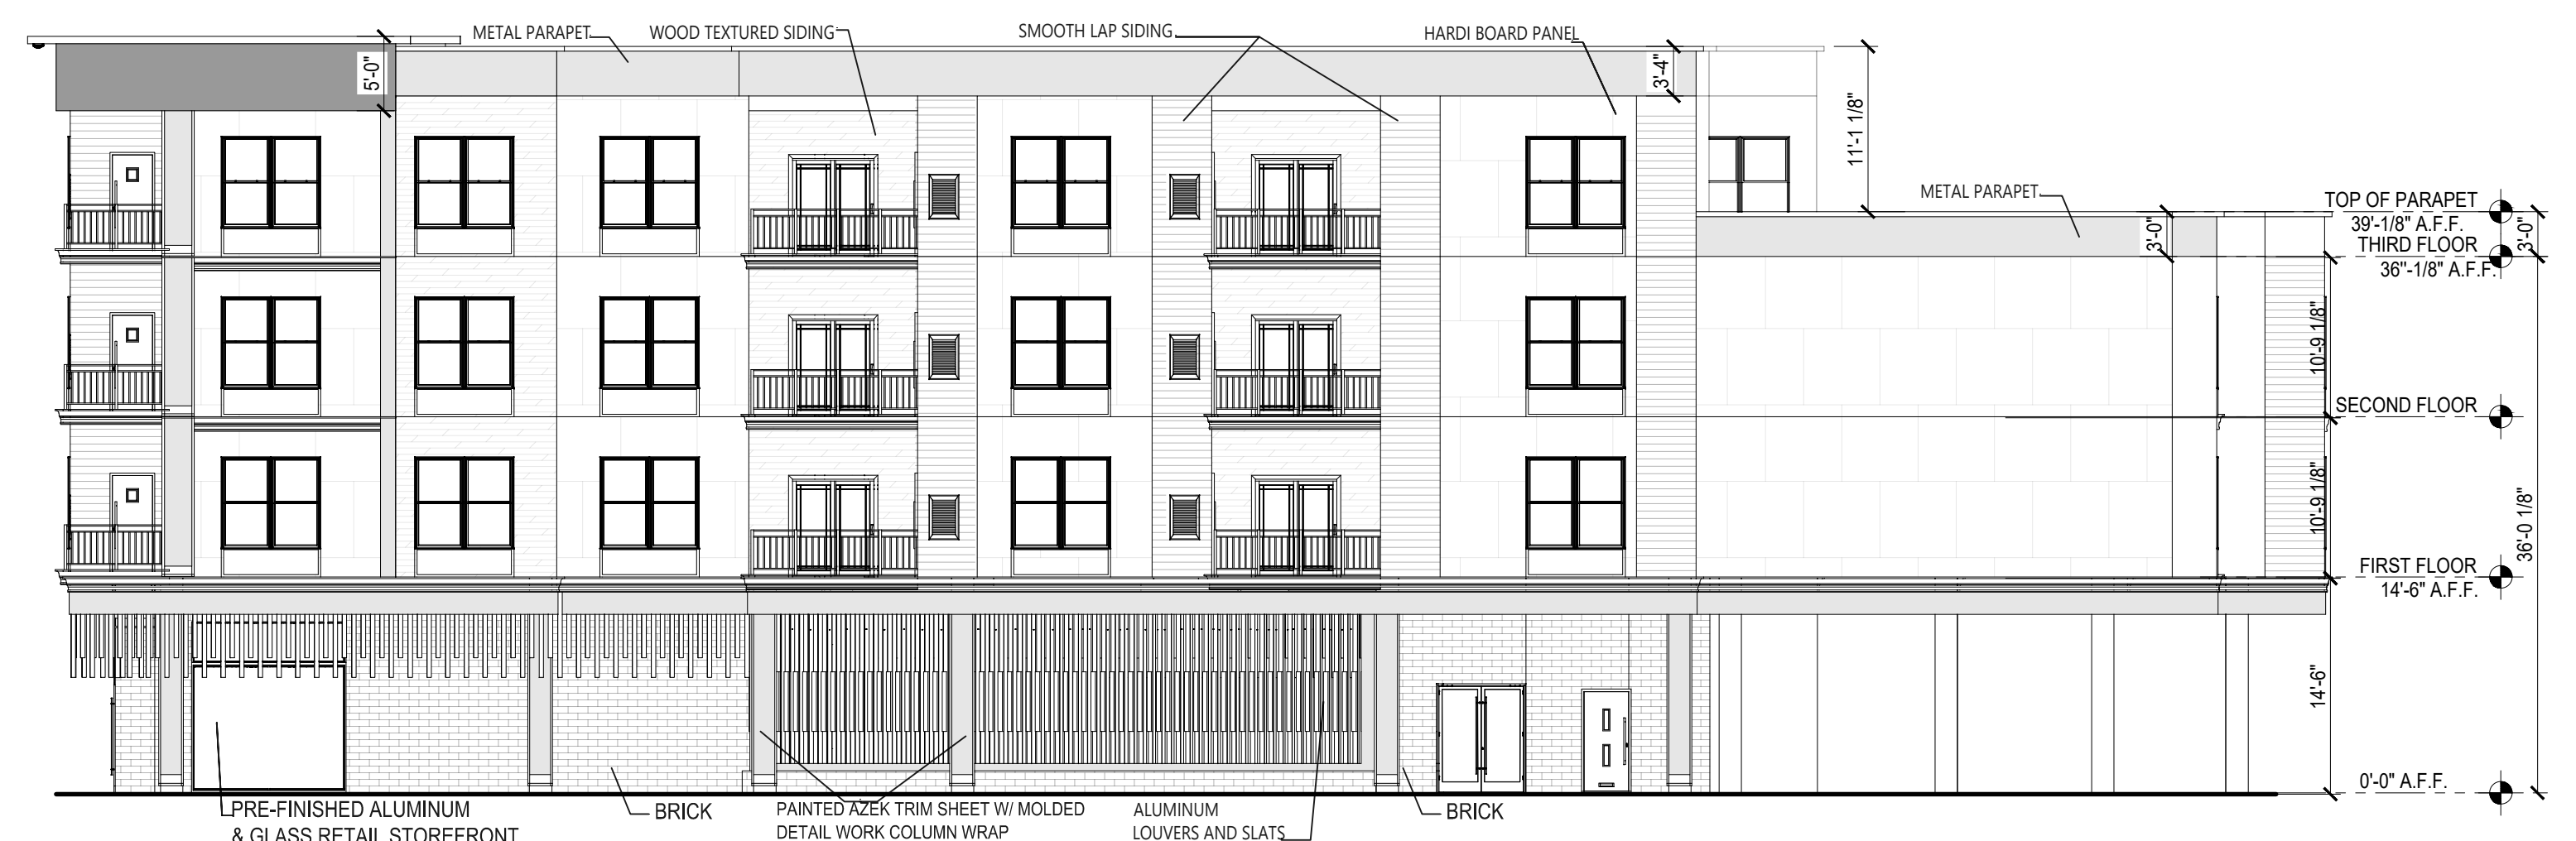 METAL PARAPET
WOOD TEXTURED SIDING
SMOOTH LAP SIDING
HARDI BOARD PANEL
5'-0"
3'-4"
11'-1 1/8"
METAL PARAPET
TOP OF PARAPET
39'-1/8" A.F.F.
THIRD FLOOR
36"-1/8" A.F.F.
3'-0"
3'-0"
10'-9 1/8"
SECOND FLOOR
10'-9 1/8"
36'-0 1/8"
FIRST FLOOR
14'-6" A.F.F.
14'-6"
0'-0" A.F.F.
PRE-FINISHED ALUMINUM
& GLASS RETAIL STOREFRONT
BRICK
PAINTED AZEK TRIM SHEET W/ MOLDED
DETAIL WORK COLUMN WRAP
ALUMINUM
LOUVERS AND SLATS
BRICK